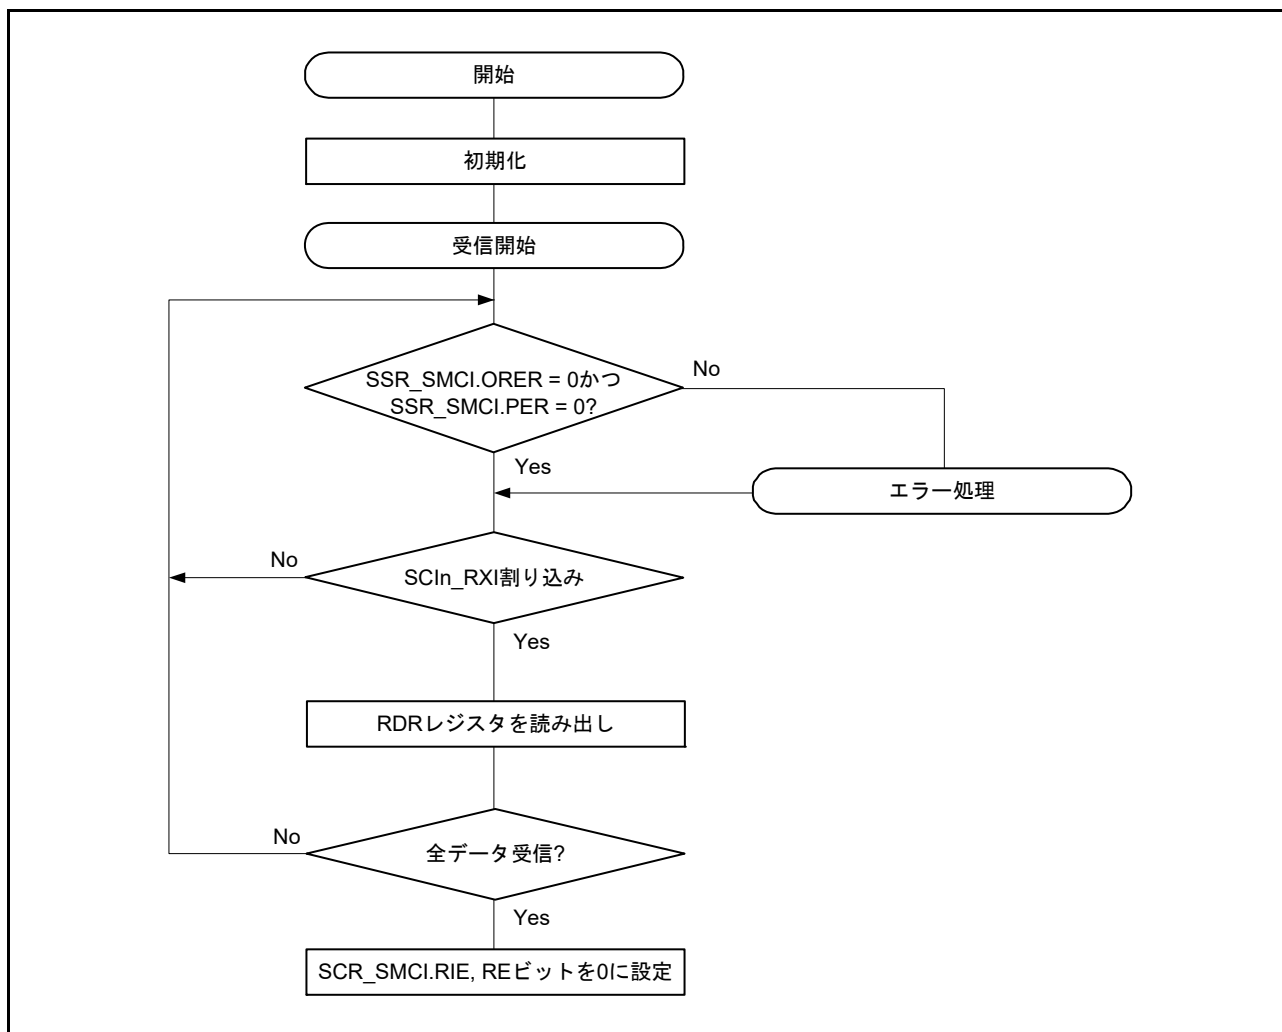 開始
初期化
受信開始
SSR_SMCI.ORER = 0かつ
SSR_SMCI.PER = 0?
No
Yes
エラー処理
No
SCIn_RXI割り込み
Yes
RDRレジスタを読み出し
No
全データ受信?
Yes
SCR_SMCI.RIE, REビットを0に設定